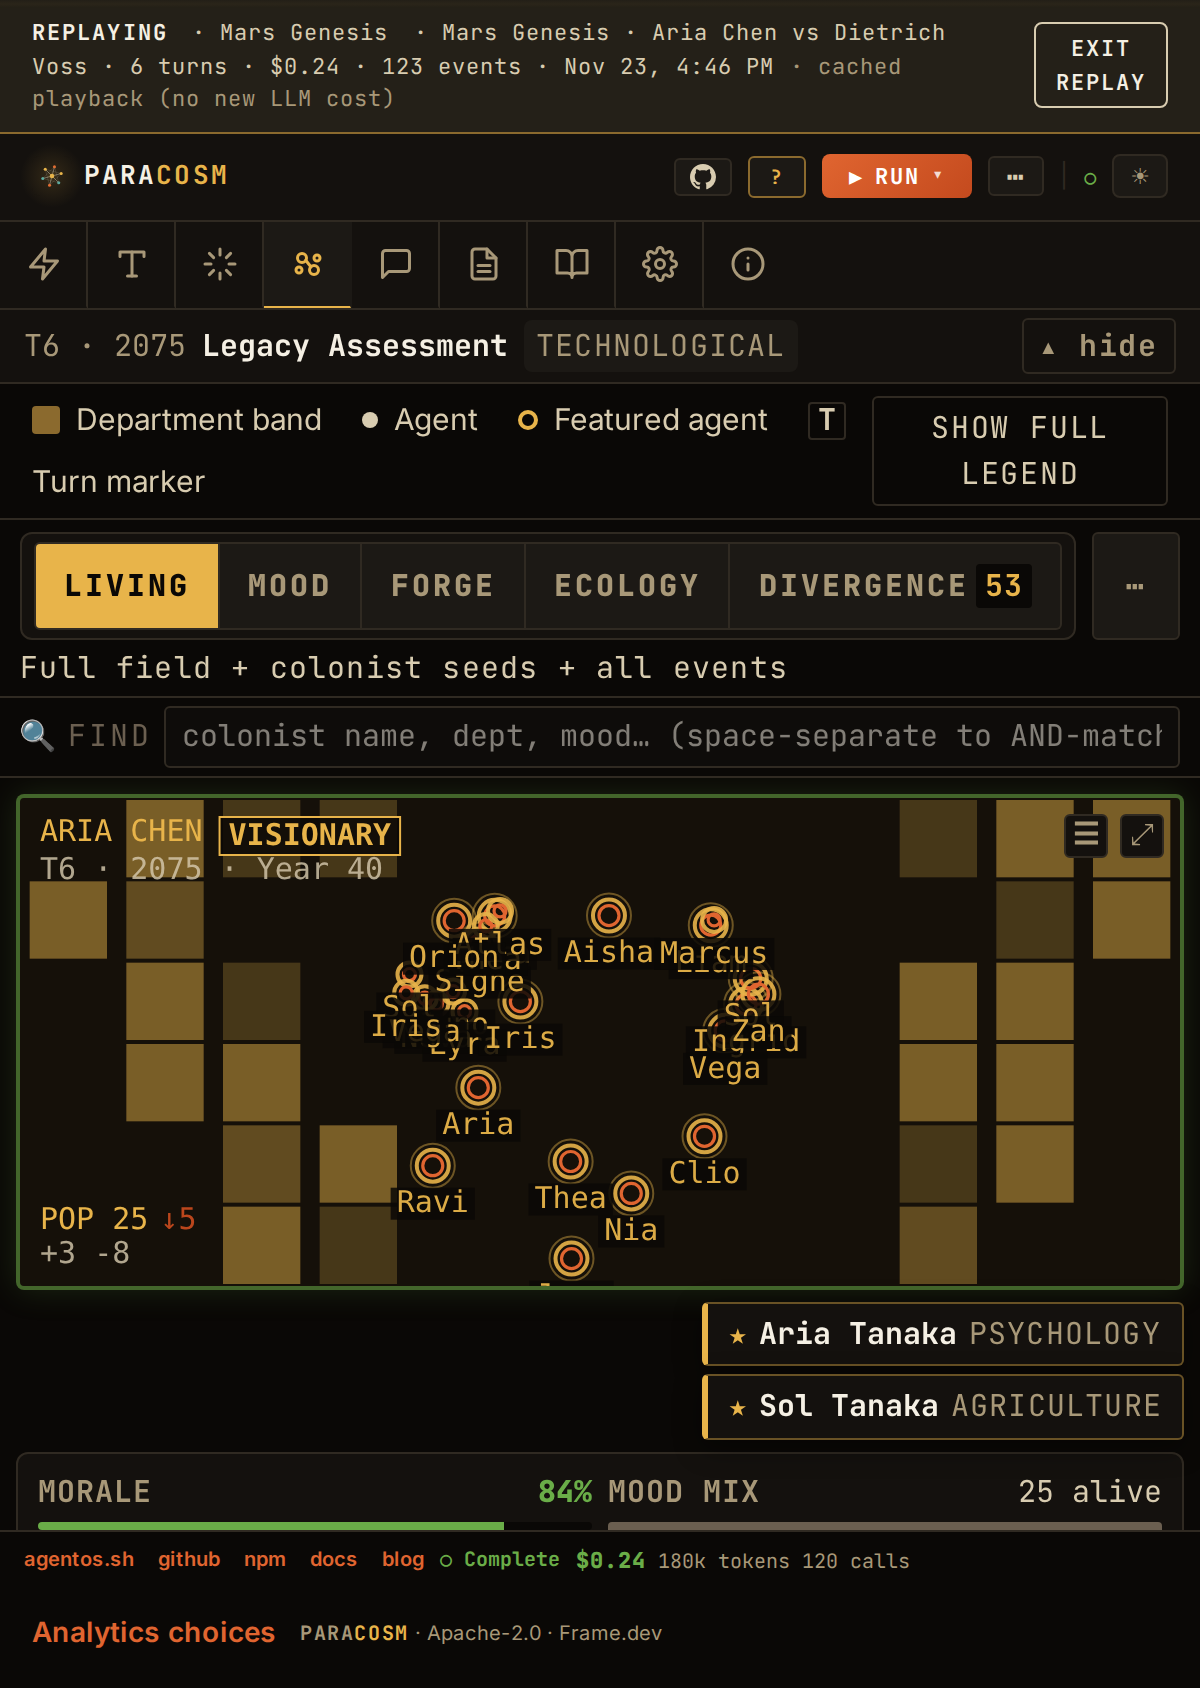 REPLAYING · Mars Genesis · Mars Genesis · Aria Chen vs Dietrich
Voss · 6 turns · $0.24 · 123 events · Nov 23, 4:46 PM · cached
playback (no new LLM cost)
EXIT
REPLAY
PARACOSM
?
▶ RUN ▾
T6 · 2075 Legacy Assessment TECHNOLOGICAL
▲ hide
Department band
Agent
Featured agent
T
Turn marker
SHOW FULL
LEGEND
LIVING
MOOD
FORGE
ECOLOGY
DIVERGENCE 53
…
Full field + colonist seeds + all events
FIND
colonist name, dept, mood… (space-separate to AND-match
ARIA CHEN VISIONARY
T6 · 2075 · Year 40
Atlas
Orion
Aisha
Marcus
Signe
Sol
Sol
Irisa
Iris
Zan
Ingrid
Lyra
Vega
Aria
Clio
Ravi
Thea
Nia
POP 25 ↓5
+3 -8
★ Aria Tanaka PSYCHOLOGY
★ Sol Tanaka AGRICULTURE
MORALE 84%
MOOD MIX 25 alive
agentos.sh github npm docs blog ○ Complete $0.24 180k tokens 120 calls
Analytics choices PARACOSM · Apache-2.0 · Frame.dev